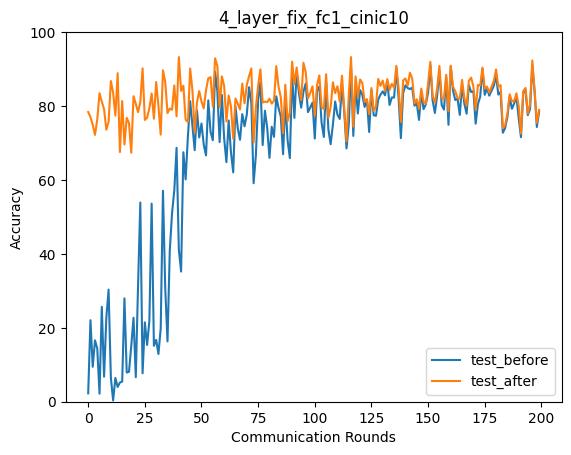 4_layer_fix_fc1_cinic10
100
80
60
40
20
0
Accuracy
0 25 50 75 100 125 150 175 200
Communication Rounds
test_before
test_after